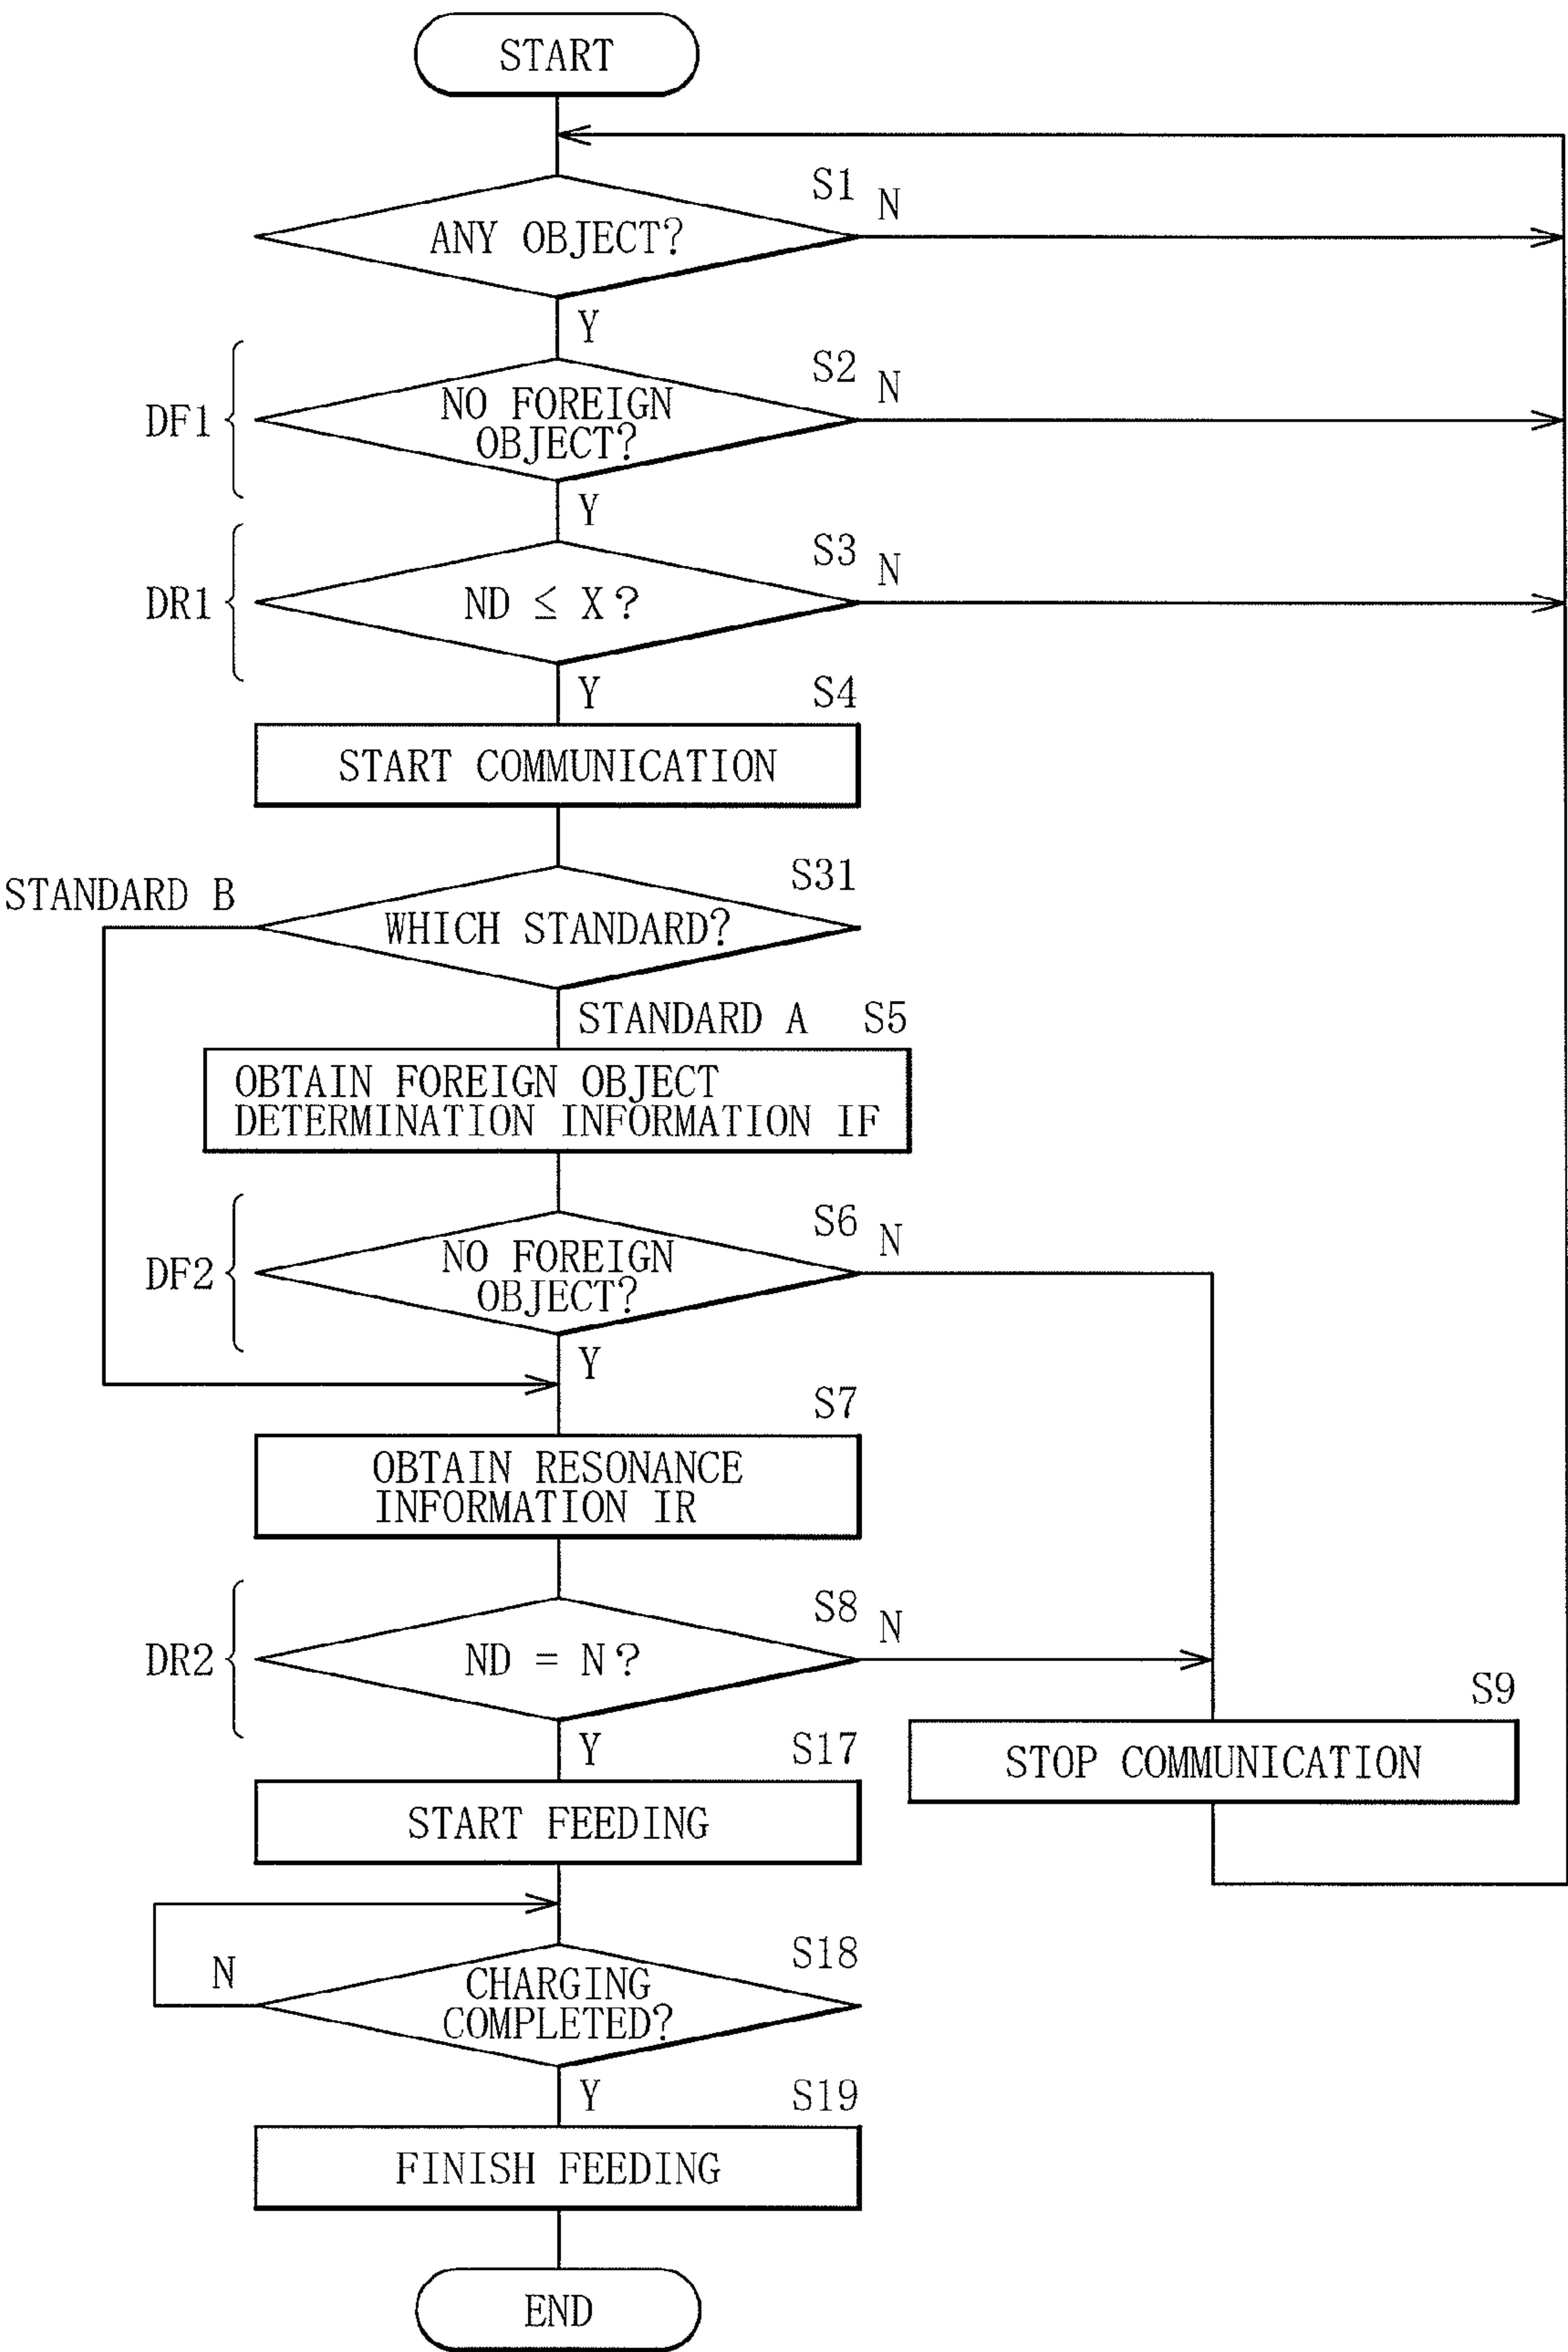 START
S1
N
ANY OBJECT?
Y
S2
N
DF1
NO FOREIGN
OBJECT?
Y
S3
N
DR1
ND ≤ X?
Y
S4
START COMMUNICATION
S31
STANDARD B
WHICH STANDARD?
STANDARD A
S5
OBTAIN FOREIGN OBJECT
DETERMINATION INFORMATION IF
S6
N
DF2
NO FOREIGN
OBJECT?
Y
S7
OBTAIN RESONANCE
INFORMATION IR
S8
N
DR2
ND = N?
S9
Y
S17
STOP COMMUNICATION
START FEEDING
S18
N
CHARGING
COMPLETED?
Y
S19
FINISH FEEDING
END